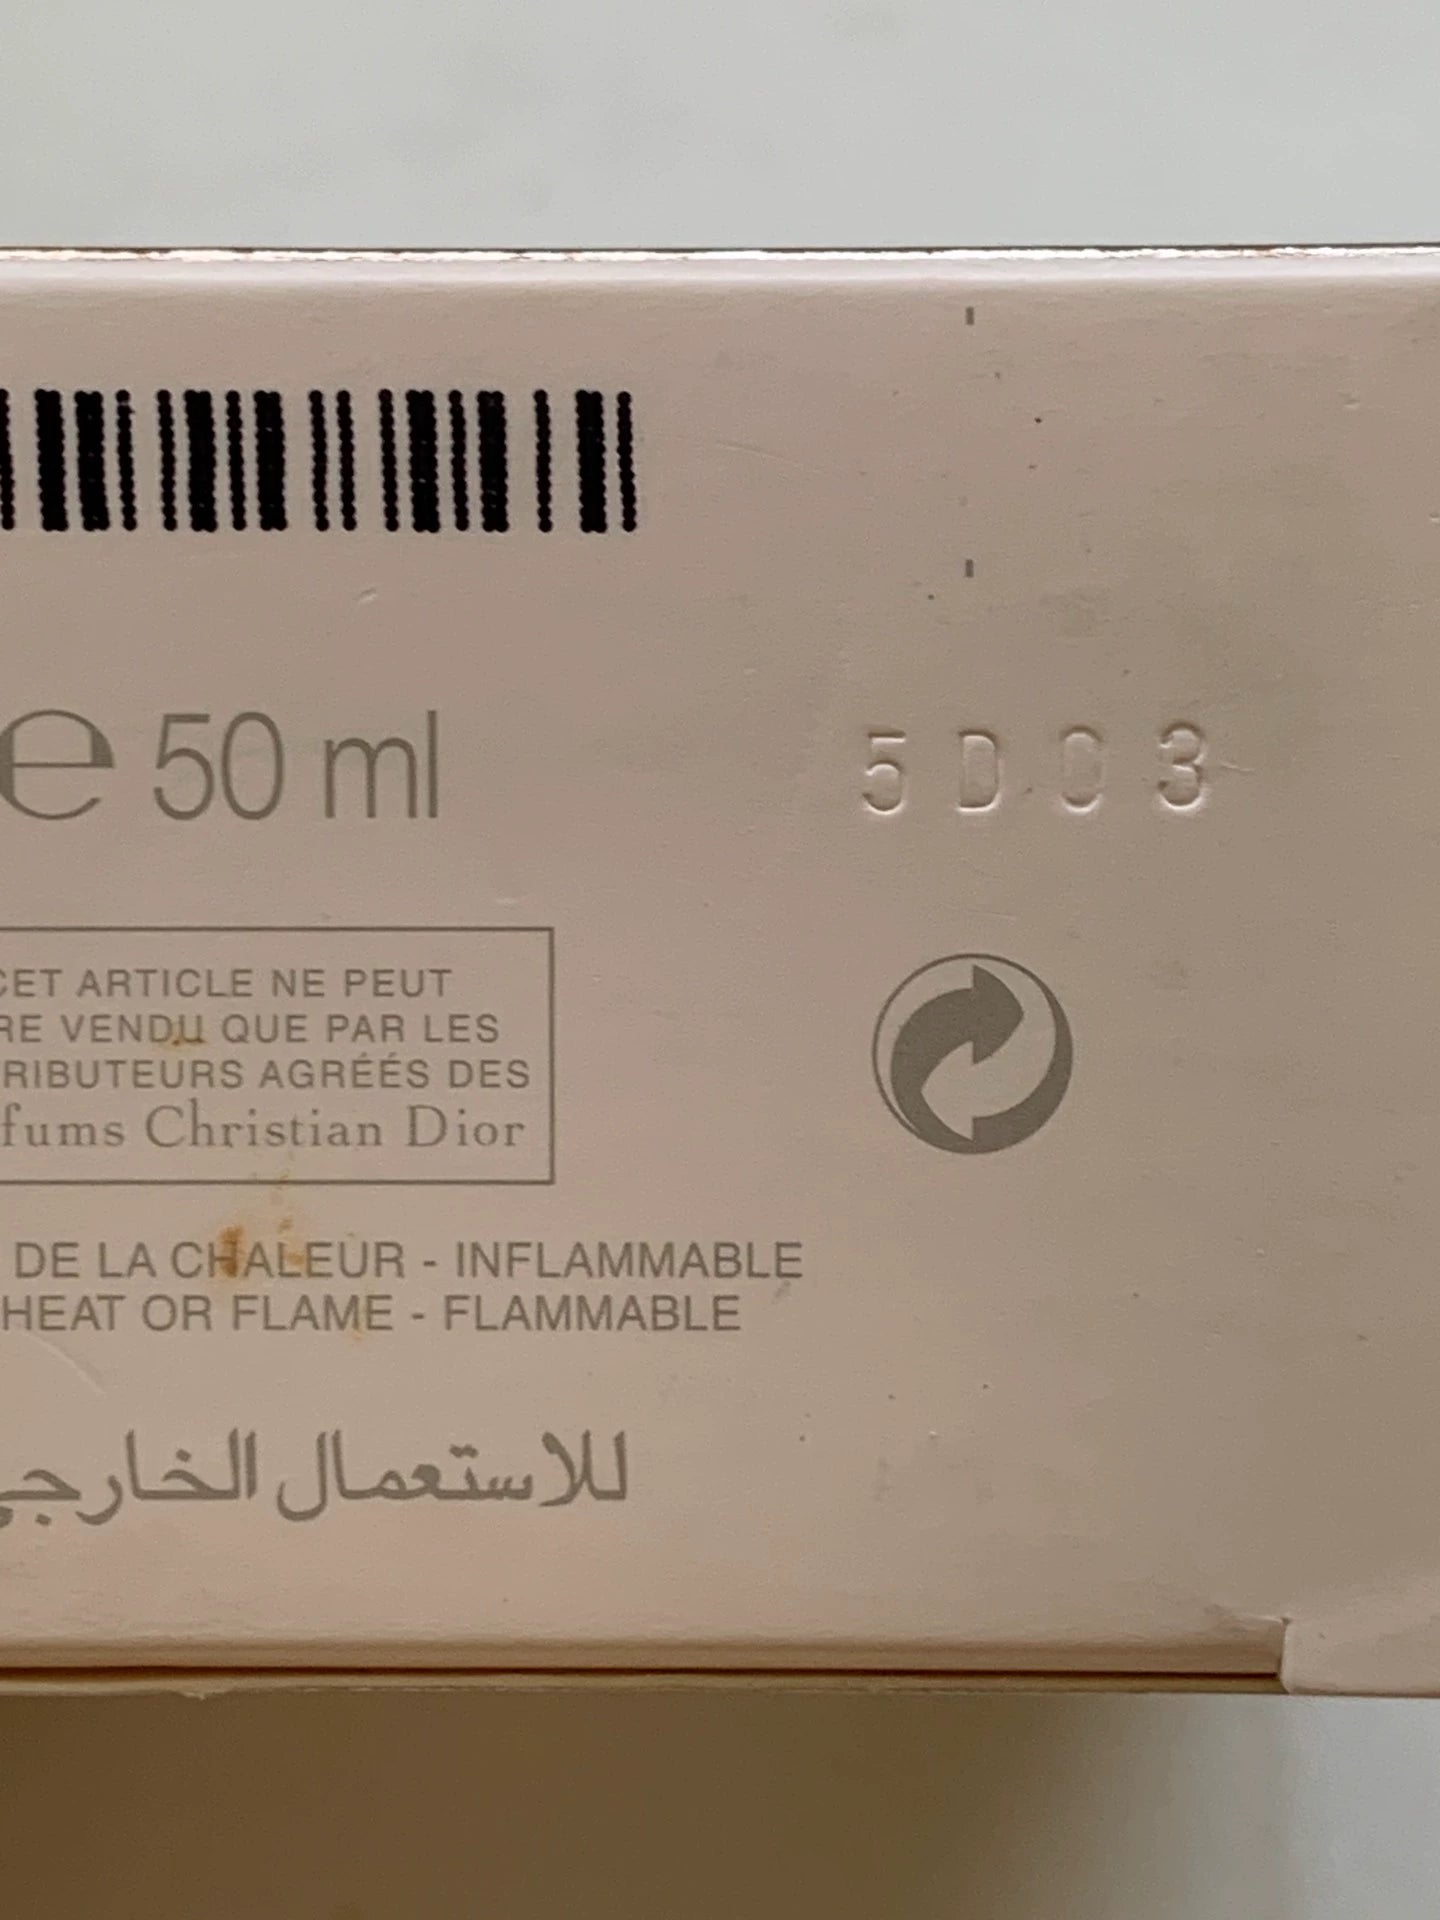 e 50 ml
5D03
CET ARTICLE NE PEUT
RE VENDU QUE PAR LES
RIBUTEURS AGRÉÉS DES
fums Christian Dior
DE LA CHALEUR - INFLAMMABLE
HEAT OR FLAME - FLAMMABLE
للاستعمال الخارجي